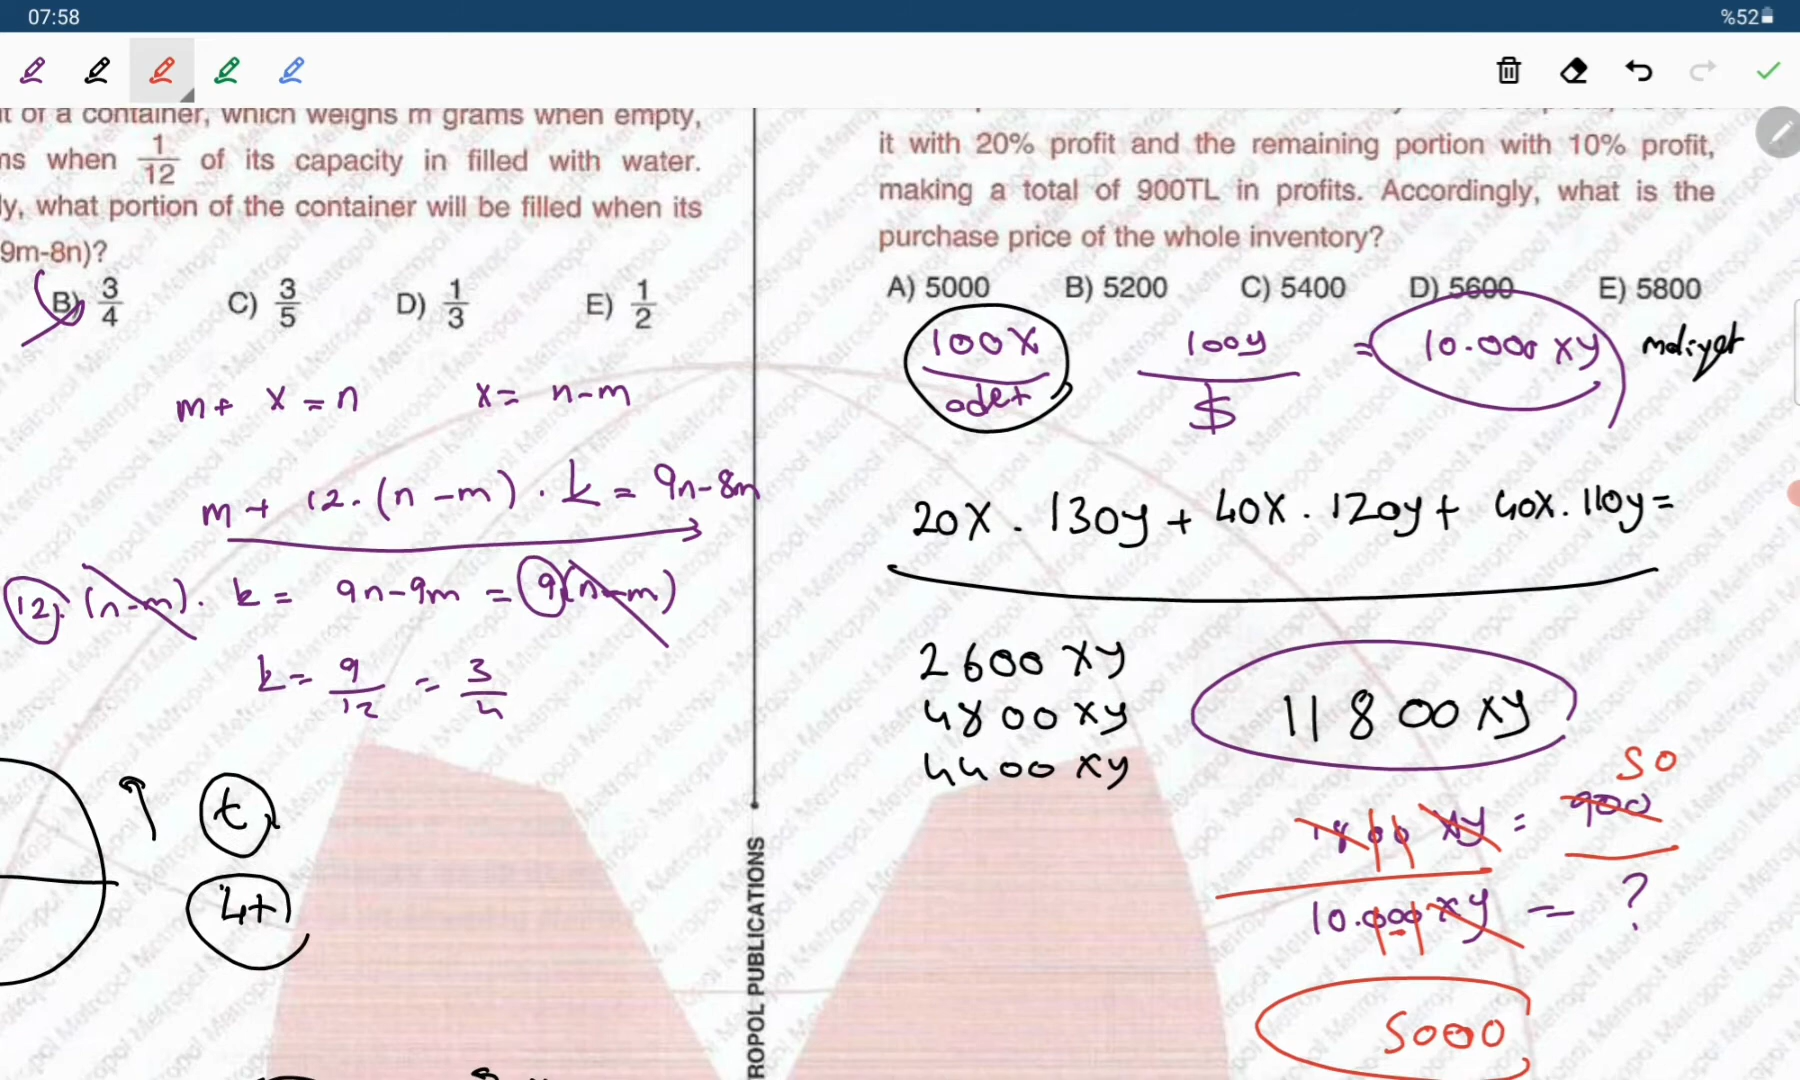 07:58
%52
t of a container, which weighs m grams when empty,
ns when 1/12 of its capacity in filled with water.
ly, what portion of the container will be filled when its
9m-8n)?
B) 3/4 C) 3/5 D) 1/3 E) 1/2
m + x = n x = n-m
m + 12.(n-m).k = 9n-8m
12.(n-m).k = 9n-9m = 9(n-m)
k = 9/12 = 3/4
t
4t
TROPOL PUBLICATIONS
it with 20% profit and the remaining portion with 10% profit,
making a total of 900TL in profits. Accordingly, what is the
purchase price of the whole inventory?
A) 5000 B) 5200 C) 5400 D) 5600 E) 5800
100x 100y = 10.000 xy maliyet
adet $
20x . 130y + 40x . 120y + 40x . 110y =
2600 xy
4800 xy
4400 xy
11800 xy
50
1800 xy = 900
10.000 xy = ?
5000